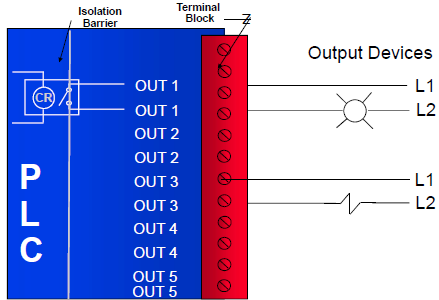 Isolation
Barrier
Terminal
Block
Z
Output Devices
CR
OUT 1
L1
OUT 1
L2
OUT 2
OUT 2
OUT 3
L1
OUT 3
L2
OUT 4
OUT 4
OUT 5
OUT 5
P
L
C